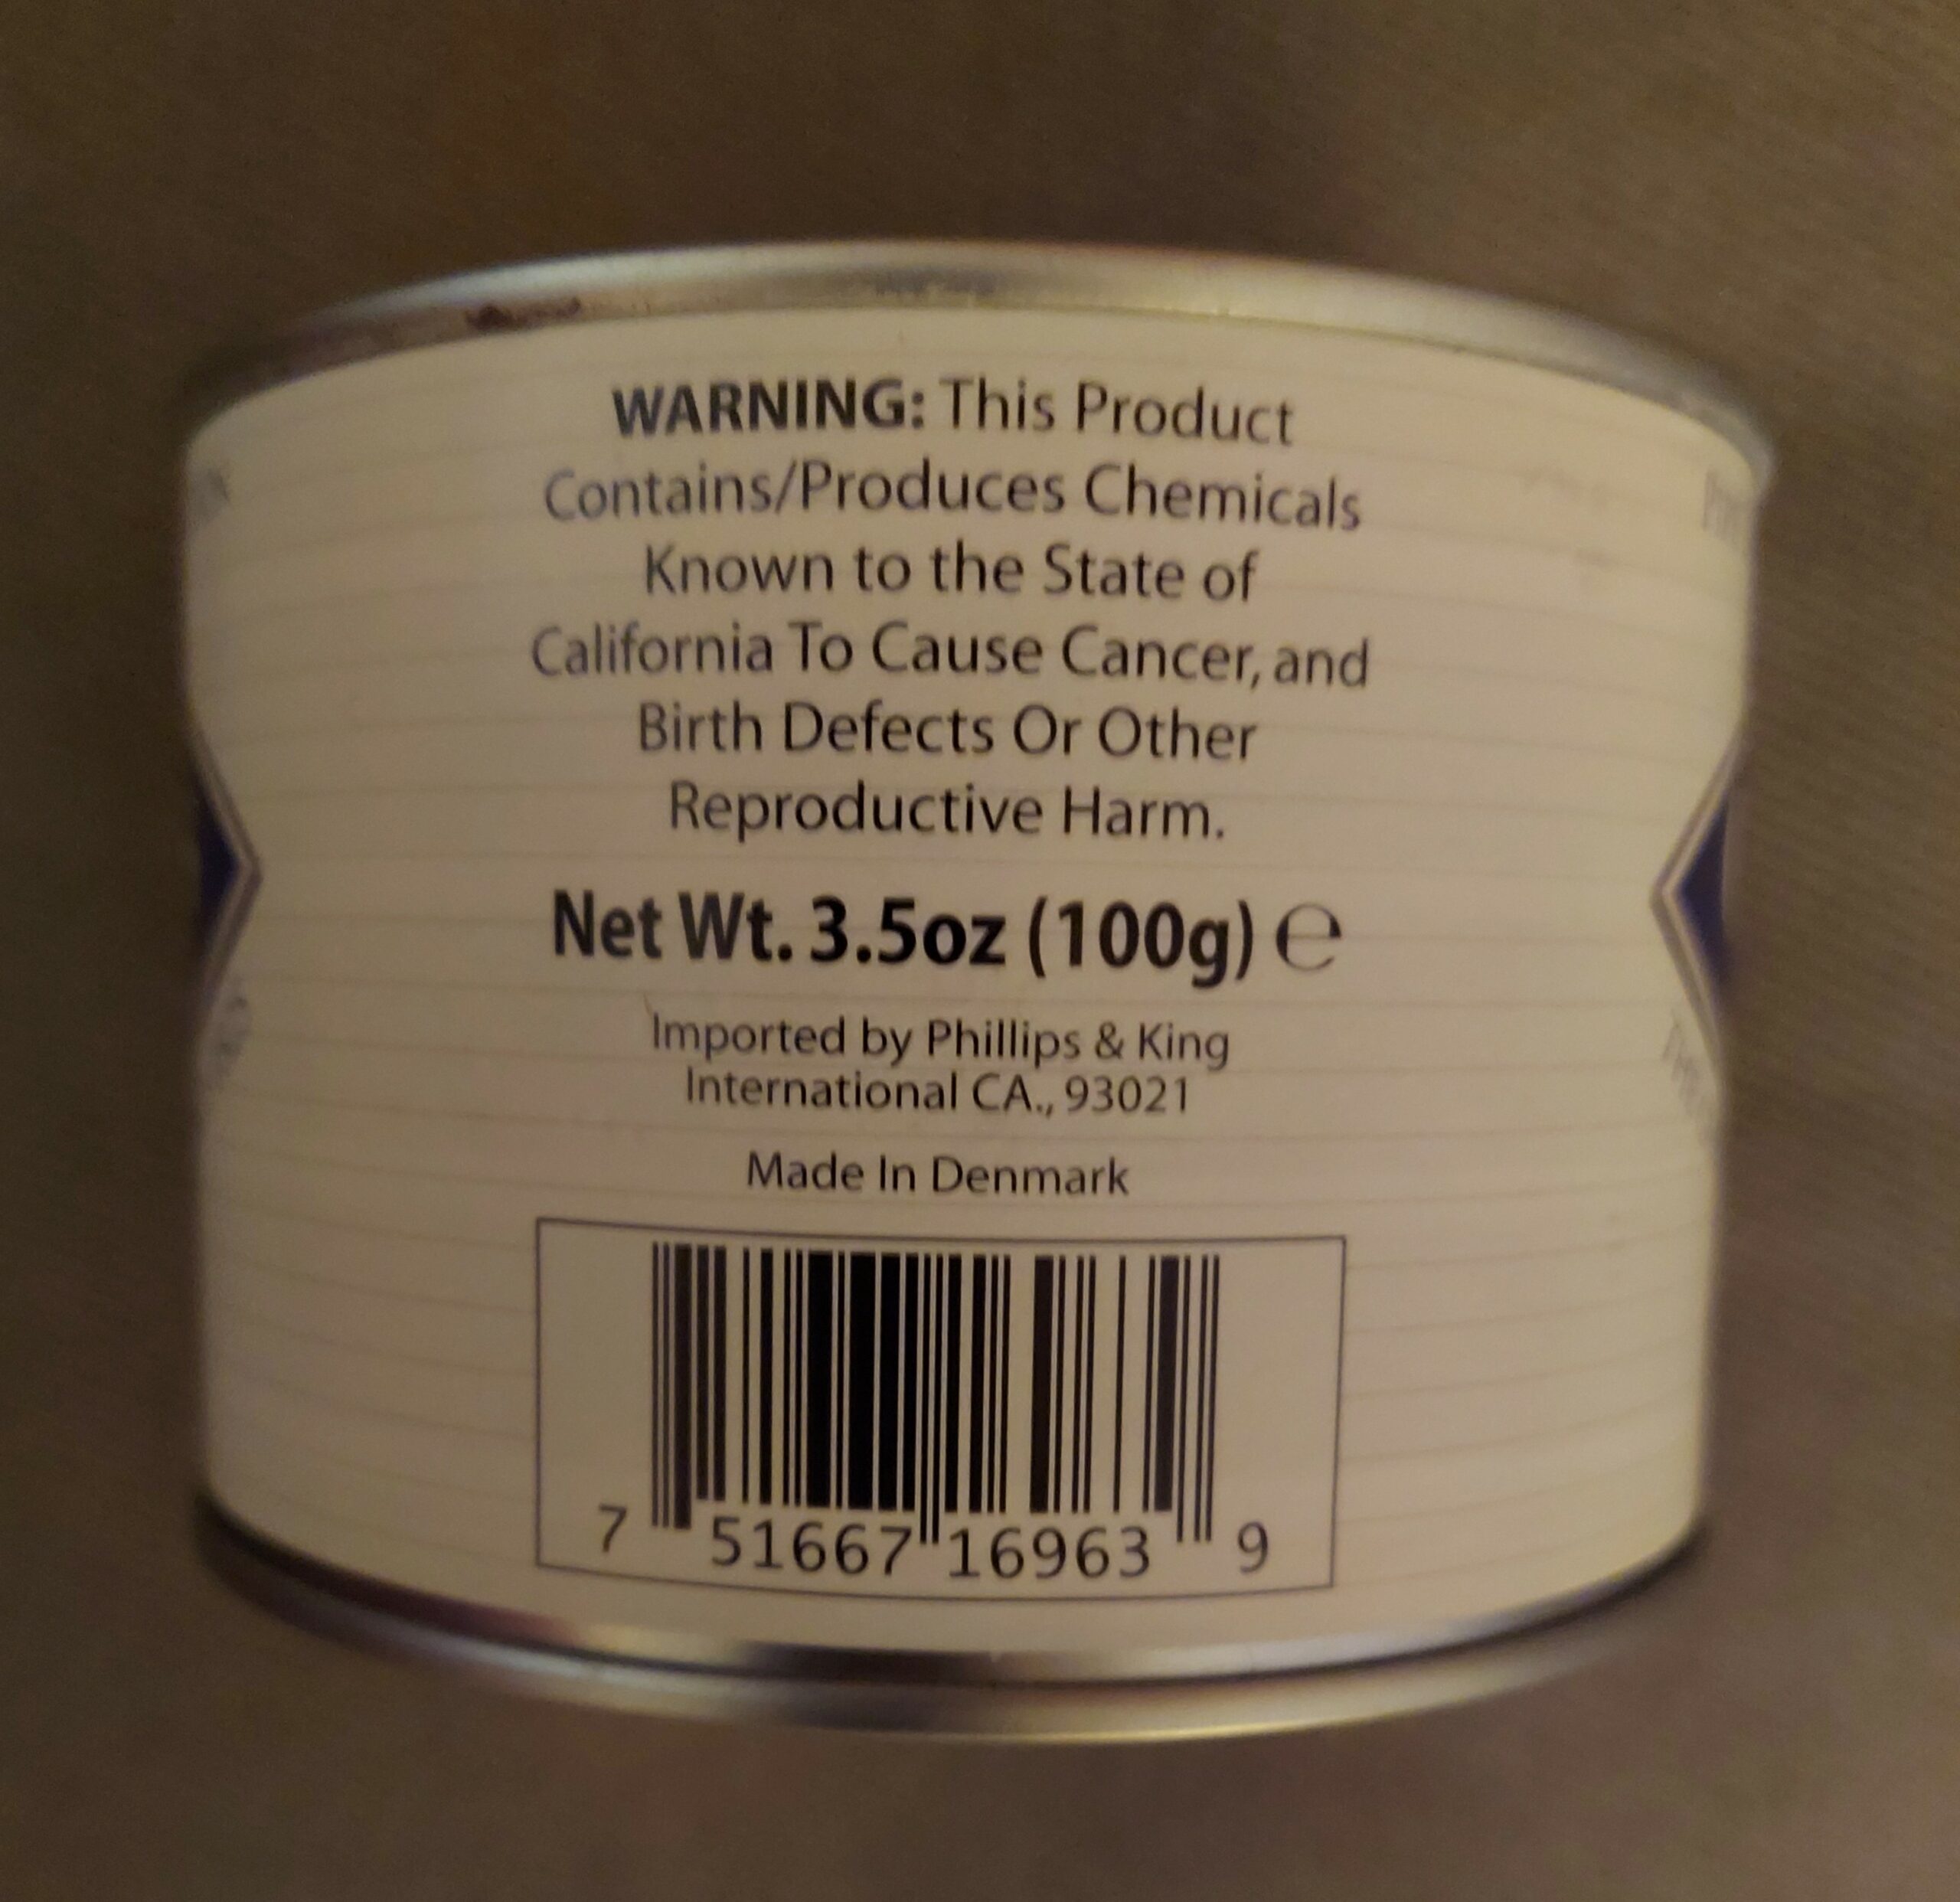 WARNING: This Product
Contains/Produces Chemicals
Known to the State of
California To Cause Cancer, and
Birth Defects Or Other
Reproductive Harm.
Net Wt. 3.5oz (100g) ℮
Imported by Phillips & King
International CA., 93021
Made In Denmark
7 51667 16963 9